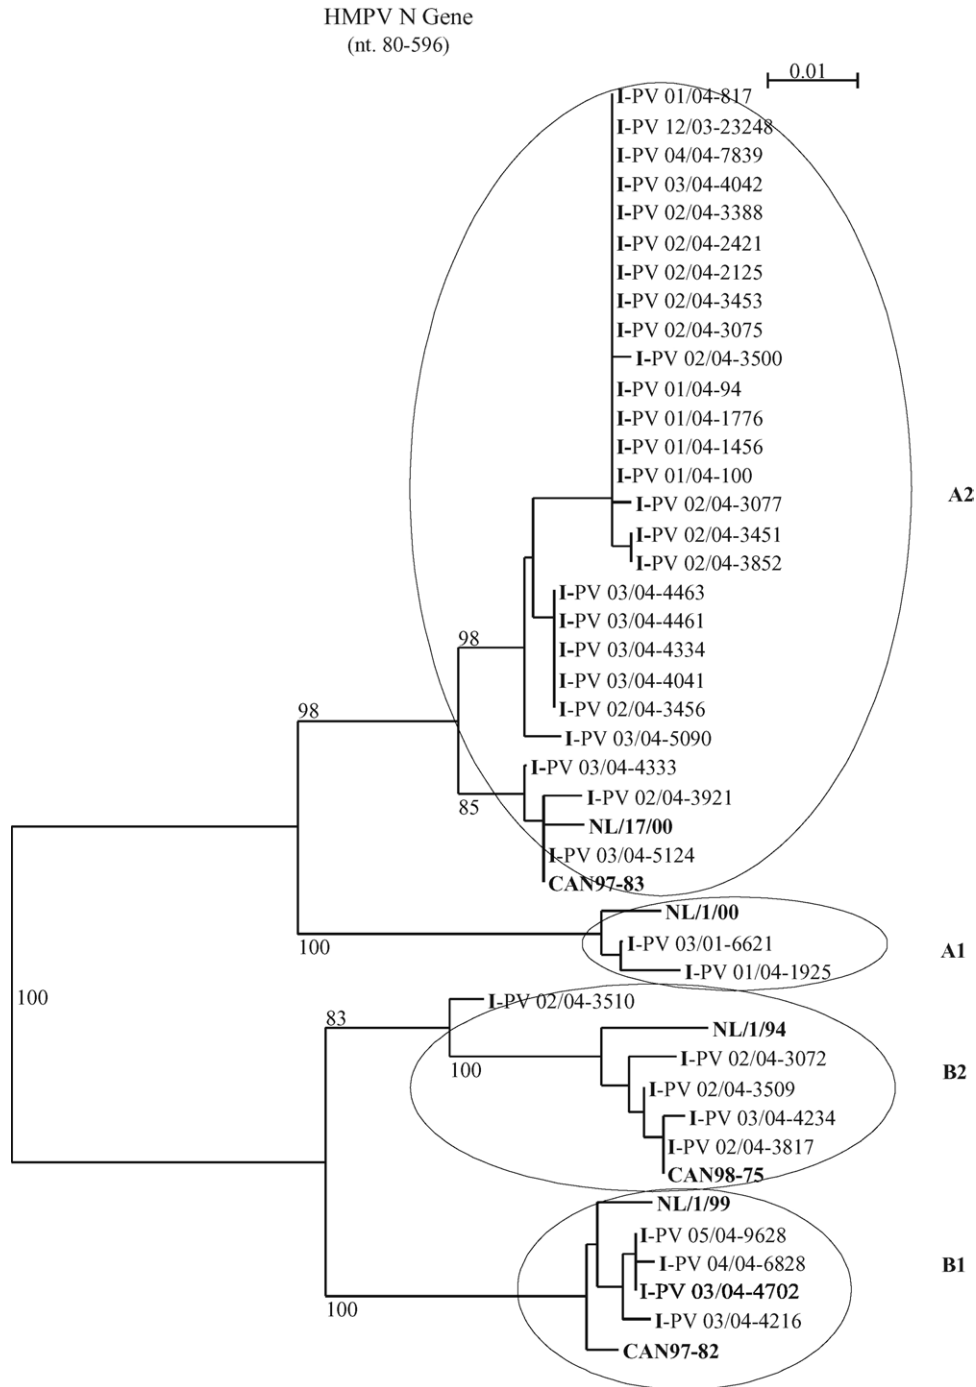 HMPV N Gene
(nt. 80-596)
0.01
I-PV 01/04-817
I-PV 12/03-23248
I-PV 04/04-7839
I-PV 03/04-4042
I-PV 02/04-3388
I-PV 02/04-2421
I-PV 02/04-2125
I-PV 02/04-3453
I-PV 02/04-3075
I-PV 02/04-3500
I-PV 01/04-94
I-PV 01/04-1776
I-PV 01/04-1456
I-PV 01/04-100
A2
I-PV 02/04-3077
I-PV 02/04-3451
I-PV 02/04-3852
I-PV 03/04-4463
I-PV 03/04-4461
98
I-PV 03/04-4334
I-PV 03/04-4041
I-PV 02/04-3456
98
I-PV 03/04-5090
I-PV 03/04-4333
I-PV 02/04-3921
85
NL/17/00
I-PV 03/04-5124
CAN97-83
NL/1/00
I-PV 03/01-6621
100
A1
I-PV 01/04-1925
100
I-PV 02/04-3510
83
NL/1/94
I-PV 02/04-3072
100
B2
I-PV 02/04-3509
I-PV 03/04-4234
I-PV 02/04-3817
CAN98-75
NL/1/99
I-PV 05/04-9628
I-PV 04/04-6828
B1
I-PV 03/04-4702
100
I-PV 03/04-4216
CAN97-82